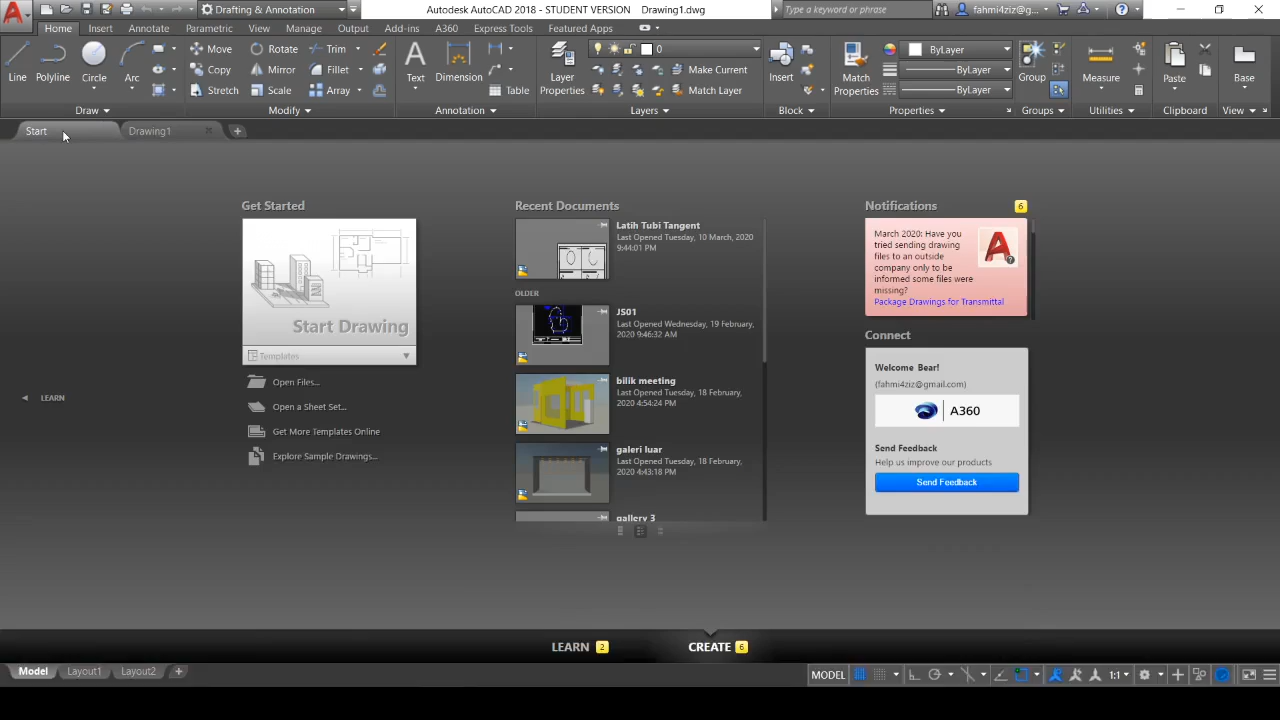 Drafting & Annotation
Autodesk AutoCAD 2018 - STUDENT VERSION Drawing1.dwg
Type a keyword or phrase
fahmi4ziz@gm...
Home Insert Annotate Parametric View Manage Output Add-ins A360 Express Tools Featured Apps
Line Polyline Circle Arc
Move Rotate Trim
Copy Mirror Fillet
Stretch Scale Array
Text Dimension Table
Layer Properties
0
Make Current
Match Layer
Insert
Match Properties
ByLayer
ByLayer
ByLayer
Group Measure Paste Base
Draw Modify Annotation Layers Block Properties Groups Utilities Clipboard View
Start Drawing1
Get Started
Start Drawing
Templates
Open Files...
Open a Sheet Set...
Get More Templates Online
Explore Sample Drawings...
LEARN
Recent Documents
Latih Tubi Tangent
Last Opened Tuesday, 10 March, 2020
9:44:01 PM
OLDER
JS01
Last Opened Wednesday, 19 February,
2020 9:46:32 AM
bilik meeting
Last Opened Tuesday, 18 February,
2020 4:54:24 PM
galeri luar
Last Opened Tuesday, 18 February,
2020 4:43:18 PM
gallery 3
Notifications 6
March 2020: Have you
tried sending drawing
files to an outside
company only to be
informed some files were
missing?
Package Drawings for Transmittal
Connect
Welcome Bear!
(fahmi4ziz@gmail.com)
A360
Send Feedback
Help us improve our products
Send Feedback
LEARN 2 CREATE 6
Model Layout1 Layout2
MODEL 1:1